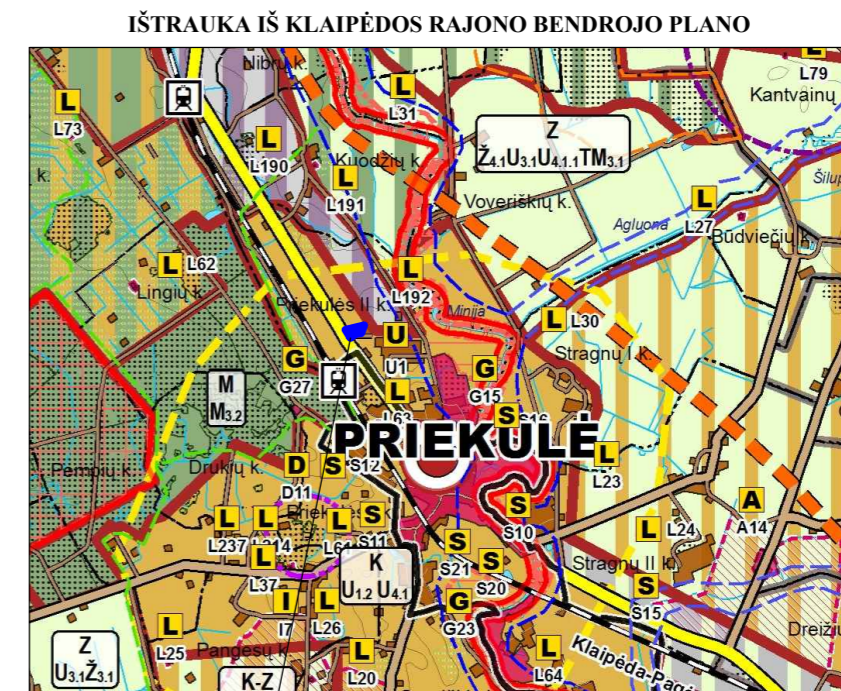 IŠTRAUKA IŠ KLAIPĖDOS RAJONO BENDROJO PLANO
L79
Kantvainų
L
L73
L
L31
L
L190
Kuodžių k.
Z
Ž4.1U3.1U4.1.1TM3.1
k.
L
L191
Voveriškių k.
L
L27
Agluona
Būdviečių k.
L L62
Lingių k.
L
L192
Priekulės II k.
Minija
L L30
U
U1
Stragnų I k.
G
G27
G
G15
M
M3.2
L
L63
S S16
PRIEKULĖ
Pempių k.
Drukių k.
D
D11
S S12
L
L23
L
L237
L
L
S
S11
S
S10
L L24
A
A14
L
L37
K
U1.2 U4.1
S
S21
S
S20
Stragnų II k.
S
S15
I
I7
L
L26
G
G23
L
L25
Pangesų k.
Dreižių
Z
U3.1Ž3.1
K-Z
L
L20
L
L64